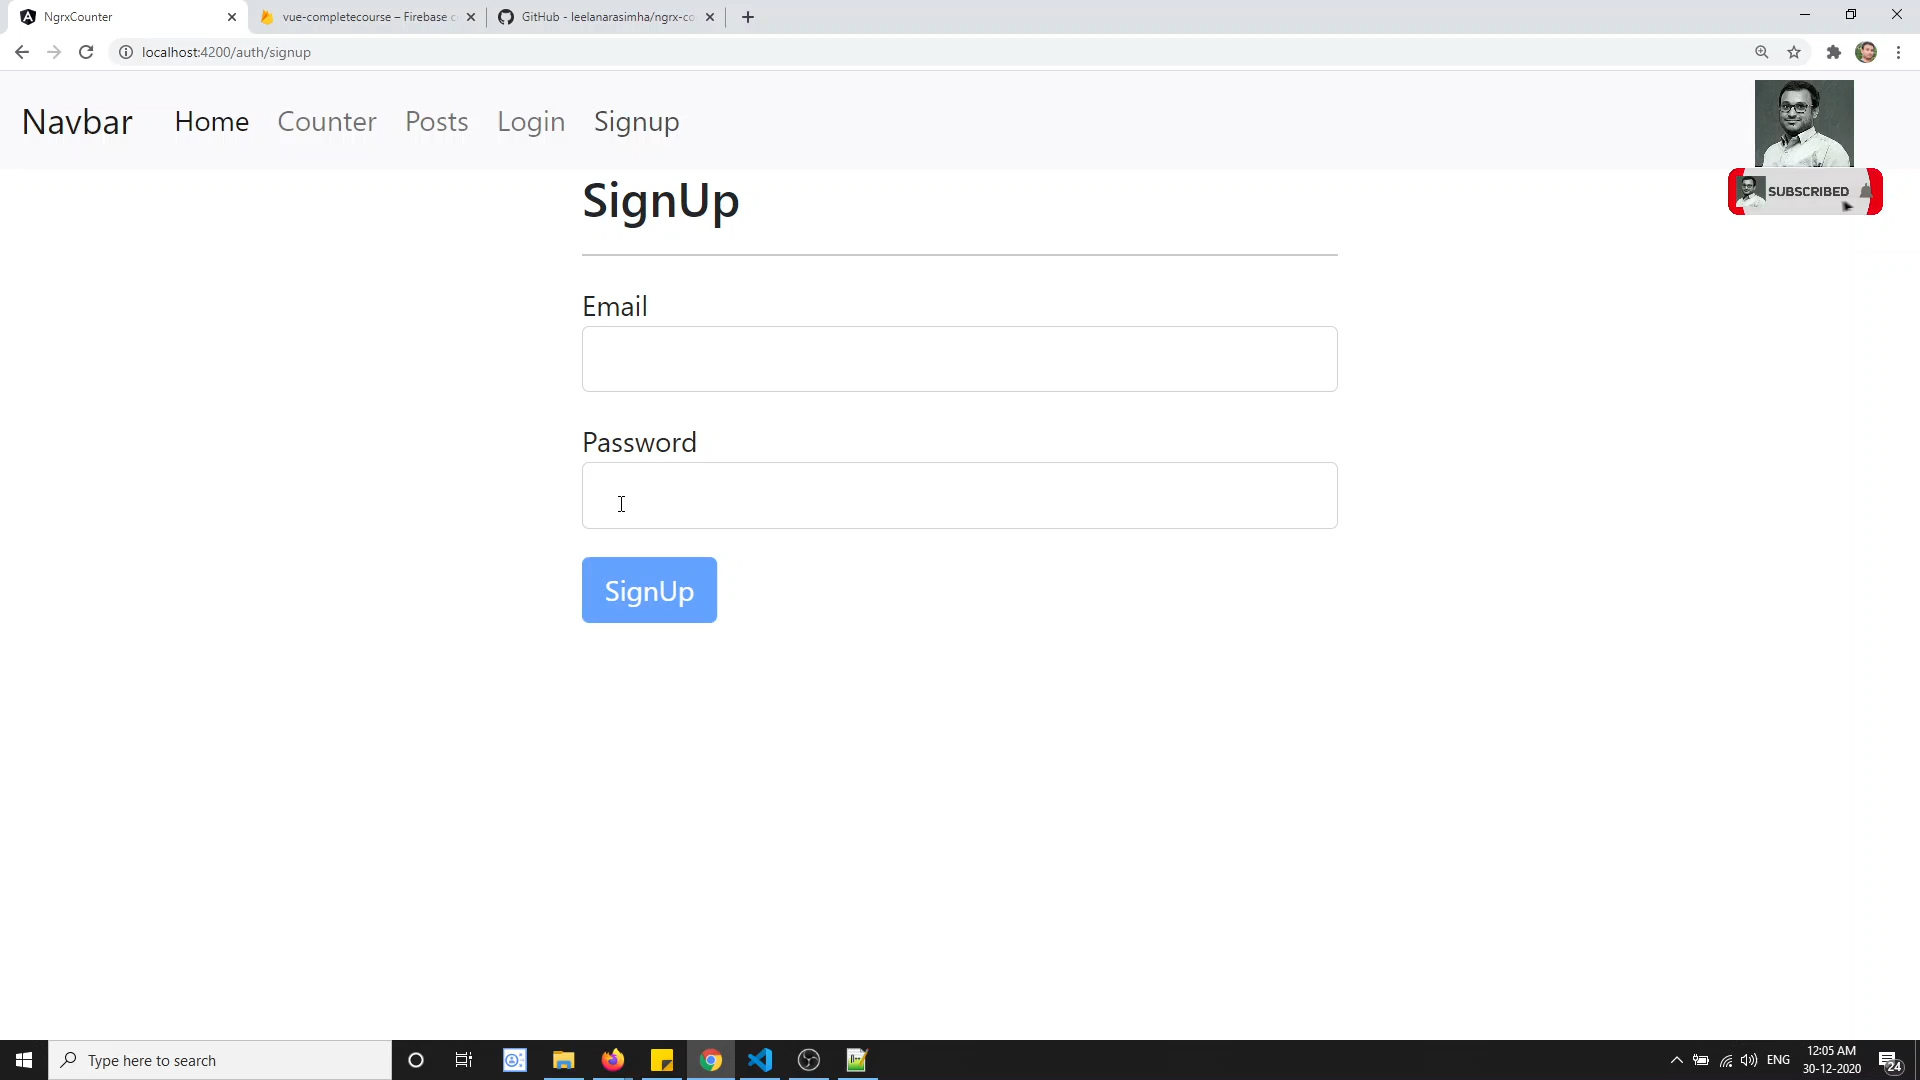 NgrxCounter
vue-completecourse – Firebase c
GitHub - leelanarasimha/ngrx-co
localhost:4200/auth/signup
Navbar Home Counter Posts Login Signup
SUBSCRIBED
SignUp
Email
Password
SignUp
Type here to search
ENG
12:05 AM
30-12-2020
24